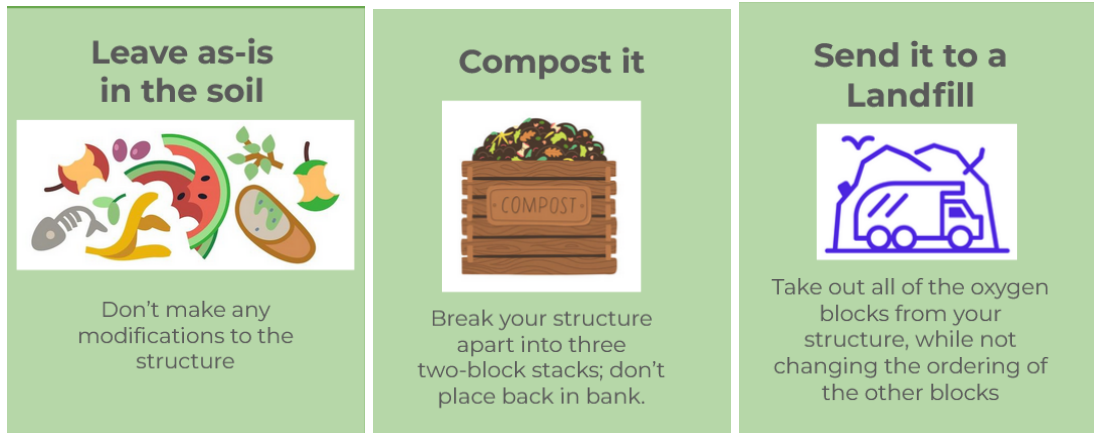 Leave as-is
in the soil
Don't make any
modifications to the
structure
Compost it
COMPOST
Break your structure
apart into three
two-block stacks; don't
place back in bank.
Send it to a
Landfill
Take out all of the oxygen
blocks from your
structure, while not
changing the ordering of
the other blocks